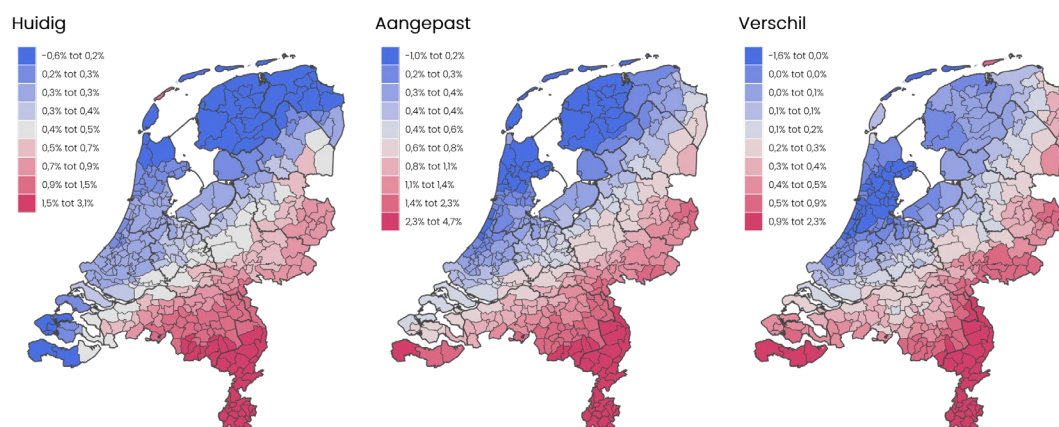 Huidig
-0,6% tot 0,2%
0,2% tot 0,3%
0,3% tot 0,3%
0,3% tot 0,4%
0,4% tot 0,5%
0,5% tot 0,7%
0,7% tot 0,9%
0,9% tot 1,5%
1,5% tot 3,1%
Aangepast
-1,0% tot 0,2%
0,2% tot 0,3%
0,3% tot 0,4%
0,4% tot 0,4%
0,4% tot 0,6%
0,6% tot 0,8%
0,8% tot 1,1%
1,1% tot 1,4%
1,4% tot 2,3%
2,3% tot 4,7%
Verschil
-1,6% tot 0,0%
0,0% tot 0,0%
0,0% tot 0,1%
0,1% tot 0,1%
0,1% tot 0,2%
0,2% tot 0,3%
0,3% tot 0,4%
0,4% tot 0,5%
0,5% tot 0,9%
0,9% tot 2,3%